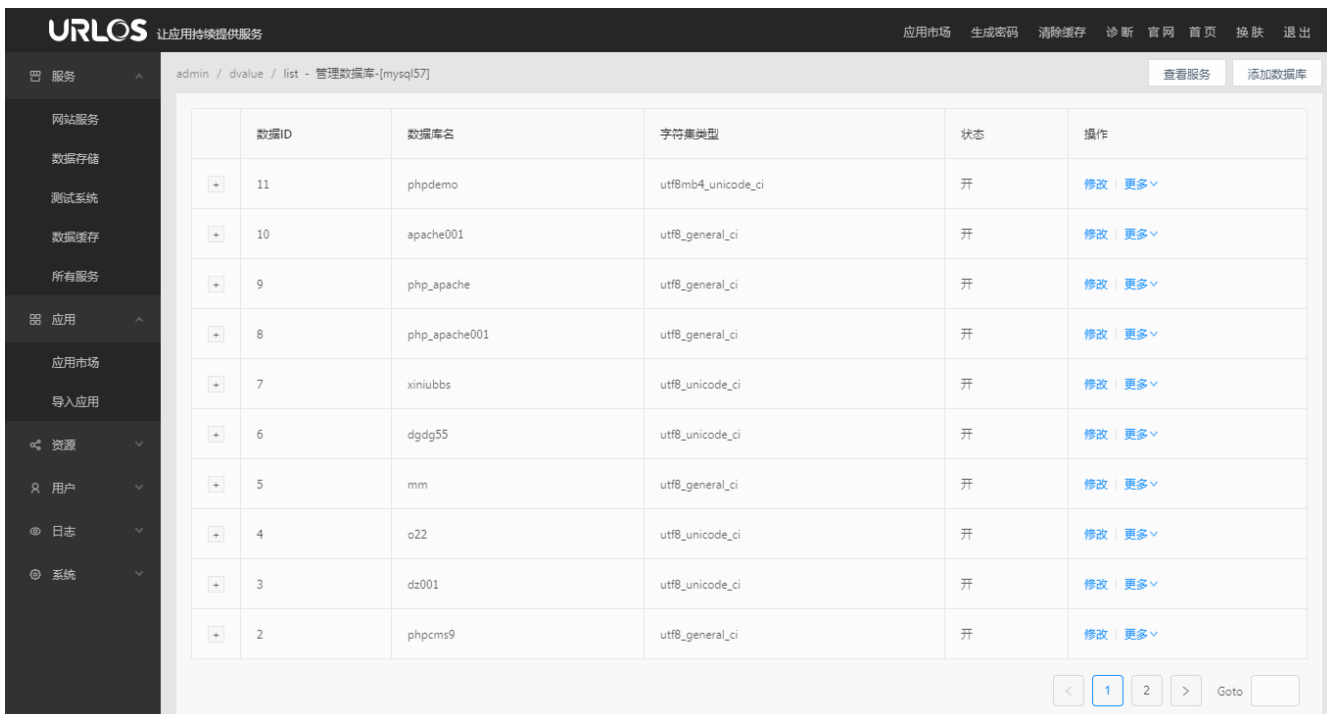 URLOS 让应用持续提供服务 应用市场 生成密码 清除缓存 诊断 官网 首页 换肤 退出
服务
admin / dvalue / list - 管理数据库-[mysql57] 查看服务 添加数据库
网站服务
数据存储
测试系统
数据缓存
所有服务
应用
应用市场
导入应用
资源
用户
日志
系统
数据ID 数据库名 字符集类型 状态 操作
+ 11 phpdemo utf8mb4_unicode_ci 开 修改 更多
+ 10 apache001 utf8_general_ci 开 修改 更多
+ 9 php_apache utf8_general_ci 开 修改 更多
+ 8 php_apache001 utf8_general_ci 开 修改 更多
+ 7 xiniubbs utf8_unicode_ci 开 修改 更多
+ 6 dgdg55 utf8_unicode_ci 开 修改 更多
+ 5 mm utf8_general_ci 开 修改 更多
+ 4 o22 utf8_unicode_ci 开 修改 更多
+ 3 dz001 utf8_unicode_ci 开 修改 更多
+ 2 phpcms9 utf8_general_ci 开 修改 更多
< 1 2 > Goto